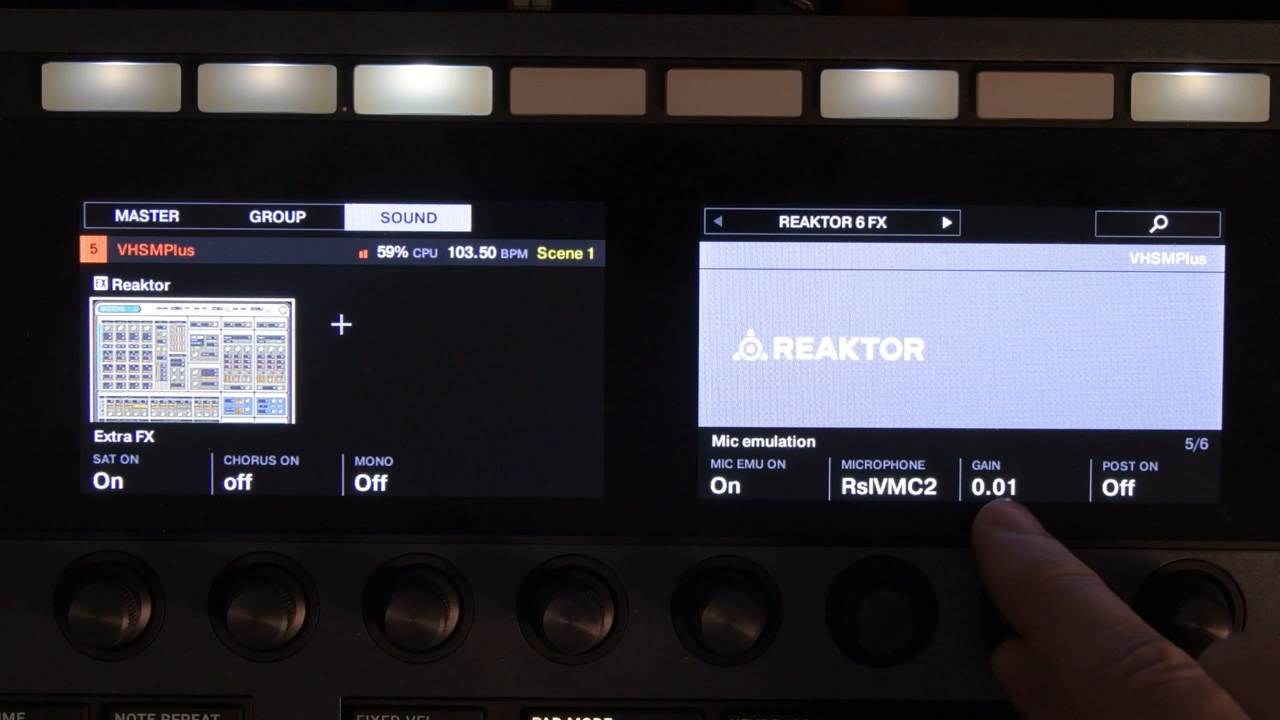 MASTER GROUP SOUND
5 VHSMPlus 59% CPU 103.50 BPM Scene 1
FX Reaktor
Extra FX
SAT ON CHORUS ON MONO
On off Off
REAKTOR 6 FX
VHSMPlus
REAKTOR
Mic emulation 5/6
MIC EMU ON MICROPHONE GAIN POST ON
On RslVMC2 0.01 Off
NOTE REPEAT
FIXED VEL
PAD MODE